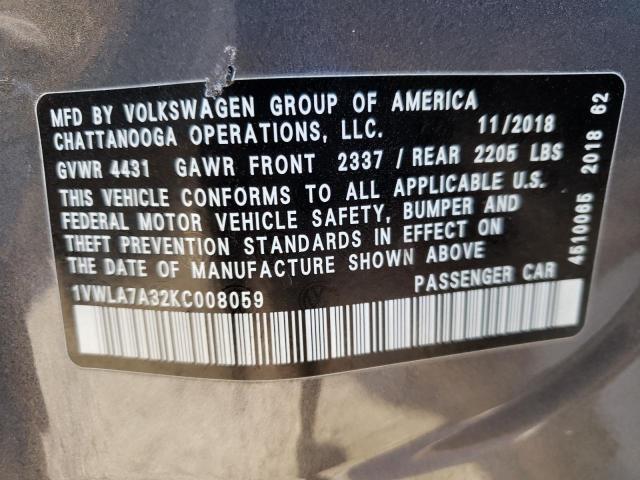 MFD BY VOLKSWAGEN GROUP OF AMERICA
CHATTANOOGA OPERATIONS, LLC. 11/2018
GVWR 4431 GAWR FRONT 2337 / REAR 2205 LBS
THIS VEHICLE CONFORMS TO ALL APPLICABLE U.S.
FEDERAL MOTOR VEHICLE SAFETY, BUMPER AND
THEFT PREVENTION STANDARDS IN EFFECT ON
THE DATE OF MANUFACTURE SHOWN ABOVE
1VWLA7A32KC008059 PASSENGER CAR
4510066 2018 62